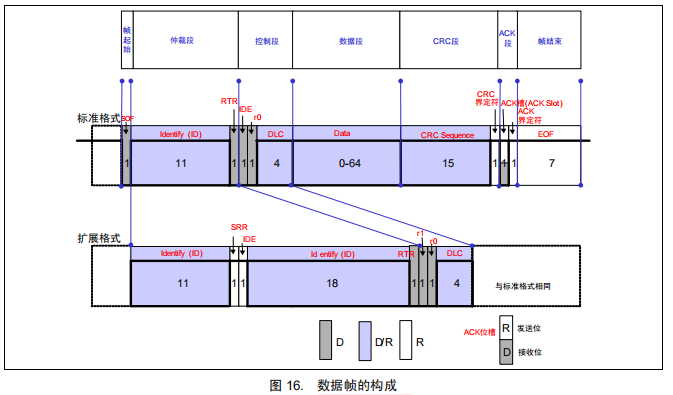 帧起始 仲裁段 控制段 数据段 CRC段 ACK段 帧结束
RTR IDE r0 CRC界定符 ACK槽(ACK Slot) ACK界定符
标准格式 SOF Identify (ID) DLC Data CRC Sequence EOF
1 11 1 1 1 4 0-64 15 1 1 1 7
扩展格式 SRR IDE r1 r0
Identify (ID) Id entify (ID) RTR DLC
11 1 1 18 1 1 1 4 与标准格式相同
D D/R R ACK位槽 R 发送位
D 接收位
图 16. 数据帧的构成